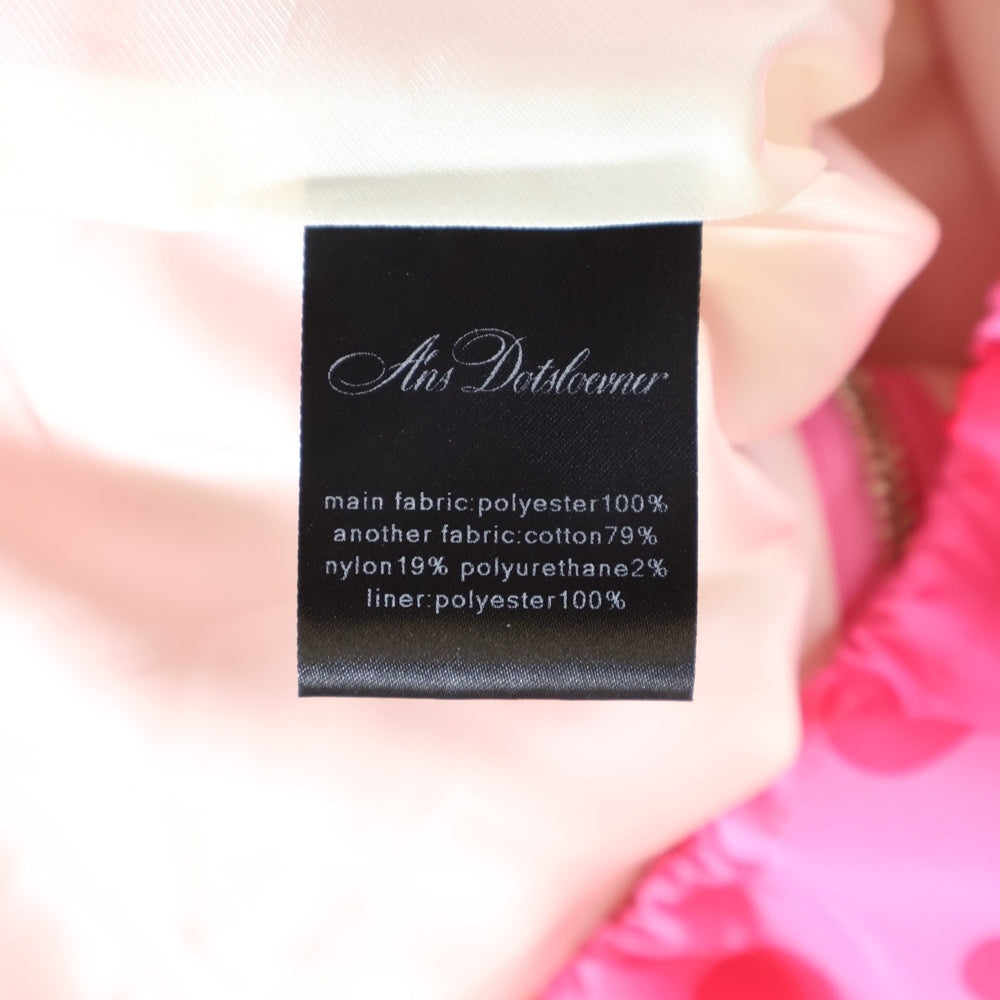 Ans Dotsloevner
main fabric:polyester100%
another fabric:cotton79%
nylon19% polyurethane2%
liner:polyester100%